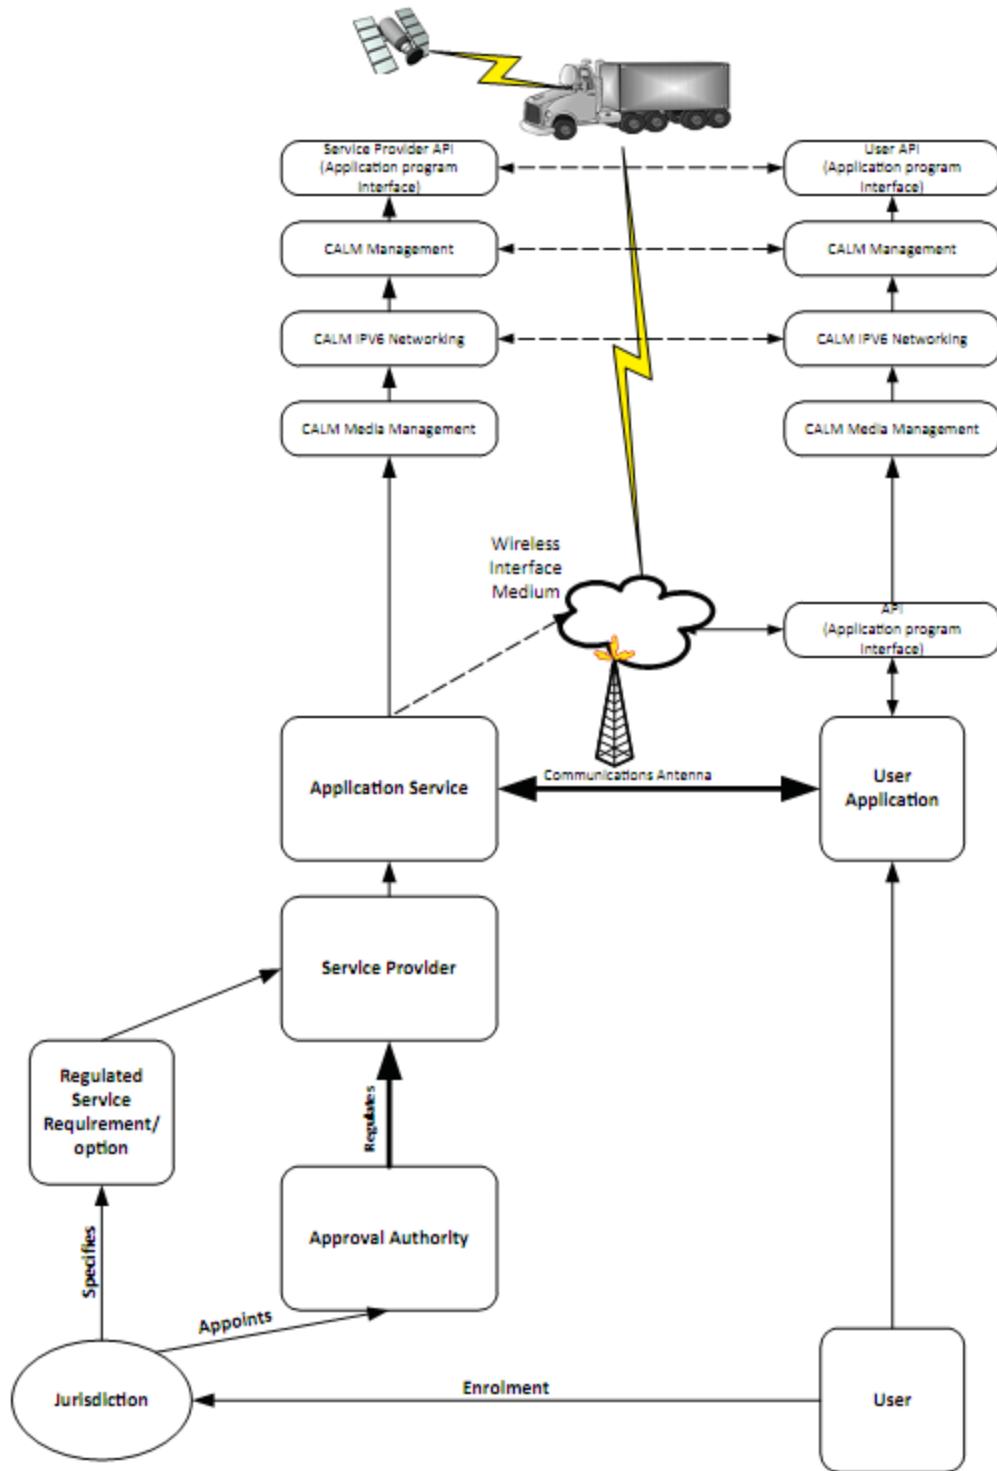 Service Provider API
(Application program
Interface)
User API
(Application program
Interface)
CALM Management
CALM Management
CALM IPV6 Networking
CALM IPV6 Networking
CALM Media Management
CALM Media Management
Wireless
Interface
Medium
API
(Application program
Interface)
Communications Antenna
Application Service
User
Application
Service Provider
Regulated
Service
Requirement/
option
Regulates
Approval Authority
Specifies
Appoints
Jurisdiction
Enrolment
User